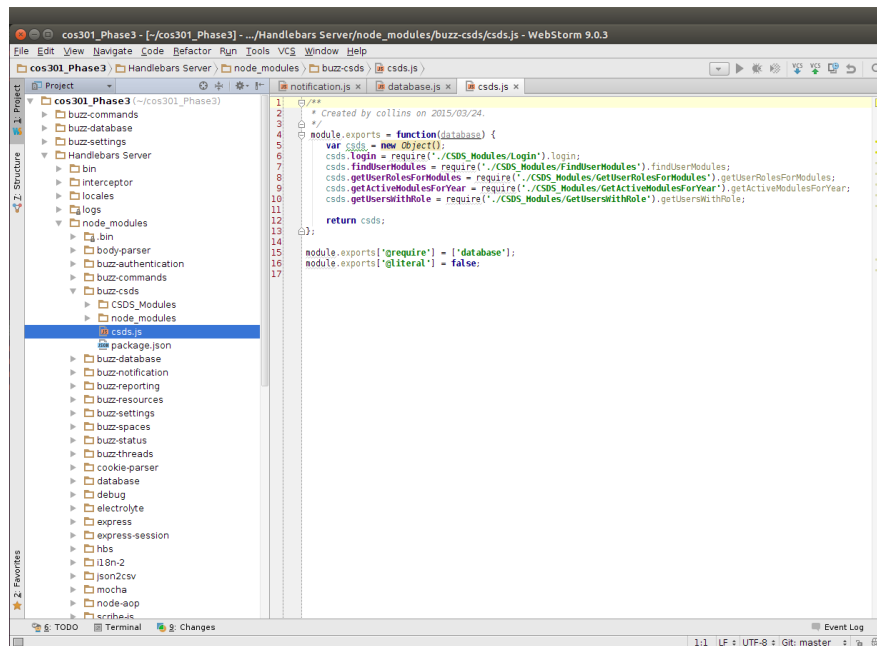 cos301_Phase3 - [~/cos301_Phase3] - .../Handlebars Server/node_modules/buzz-csds/csds.js - WebStorm 9.0.3
File Edit View Navigate Code Refactor Run Tools VCS Window Help
cos301_Phase3 Handlebars Server node_modules buzz-csds csds.js
VCS VCS
Project
notification.js × database.js × csds.js ×
1: Project
Z: Structure
2: Favorites
cos301_Phase3 (~/cos301_Phase3)
buzz-commands
buzz-database
buzz-settings
Handlebars Server
bin
interceptor
locales
logs
node_modules
.bin
body-parser
buzz-authentication
buzz-commands
buzz-csds
CSDS_Modules
node_modules
csds.js
package.json
buzz-database
buzz-notification
buzz-reporting
buzz-resources
buzz-settings
buzz-spaces
buzz-status
buzz-threads
cookie-parser
database
debug
electrolyte
express
express-session
hbs
i18n-2
json2csv
mocha
node-aop
scribe-js
1 /**
2 * Created by collins on 2015/03/24.
3 */
4 module.exports = function(database) {
5 var csds = new Object();
6 csds.login = require('./CSDS_Modules/Login').login;
7 csds.findUserModules = require('./CSDS_Modules/FindUserModules').findUserModules;
8 csds.getUserRolesForModules = require('./CSDS_Modules/GetUserRolesForModules').getUserRolesForModules;
9 csds.getActiveModulesForYear = require('./CSDS_Modules/GetActiveModulesForYear').getActiveModulesForYear;
10 csds.getUsersWithRole = require('./CSDS_Modules/GetUsersWithRole').getUsersWithRole;
11
12 return csds;
13 };
14
15 module.exports['@require'] = ['database'];
16 module.exports['@literal'] = false;
17
6: TODO Terminal 9: Changes Event Log
1:1 LF UTF-8 Git: master